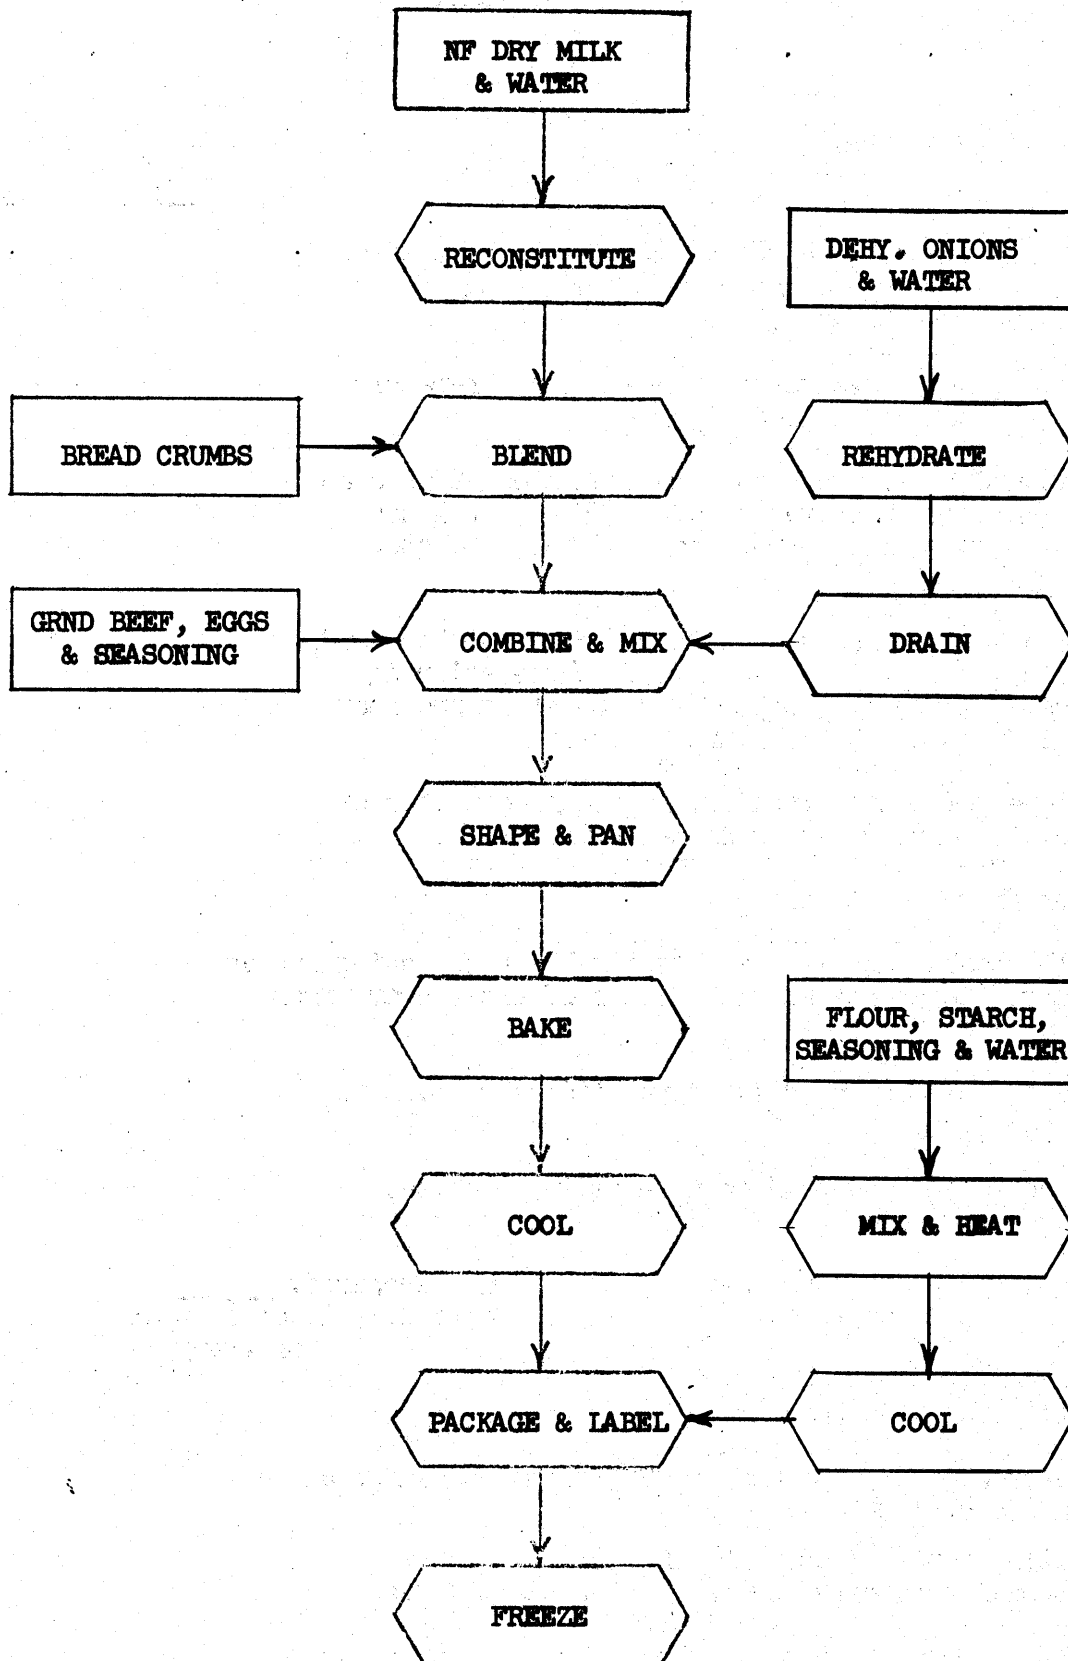 NF DRY MILK
& WATER
RECONSTITUTE
DEHY. ONIONS
& WATER
BREAD CRUMBS
BLEND
REHYDRATE
GRND BEEF, EGGS
& SEASONING
COMBINE & MIX
DRAIN
SHAPE & PAN
BAKE
FLOUR, STARCH,
SEASONING & WATER
COOL
MIX & HEAT
PACKAGE & LABEL
COOL
FREEZE